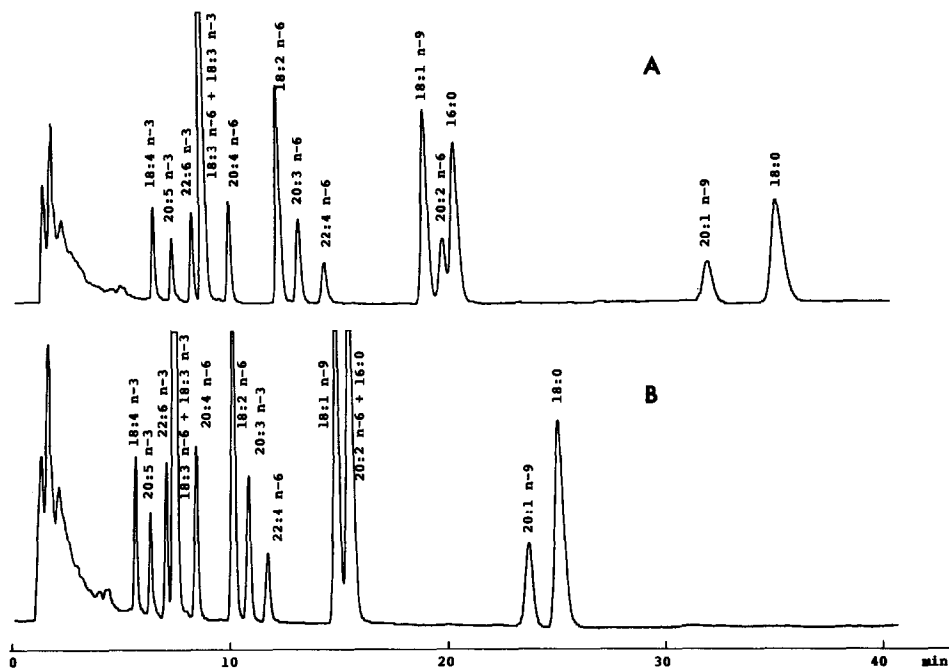 A
18:4 n-3
20:5 n-3
22:6 n-3
18:3 n-6 + 18:3 n-3
20:4 n-6
18:2 n-6
20:3 n-6
22:4 n-6
18:1 n-9
20:2 n-6
16:0
20:1 n-9
18:0
B
18:4 n-3
20:5 n-3
22:6 n-3
18:3 n-6 + 18:3 n-3
20:4 n-6
18:2 n-6
20:3 n-3
22:4 n-6
18:1 n-9
20:2 n-6 + 16:0
20:1 n-9
18:0
0 10 20 30 40 min